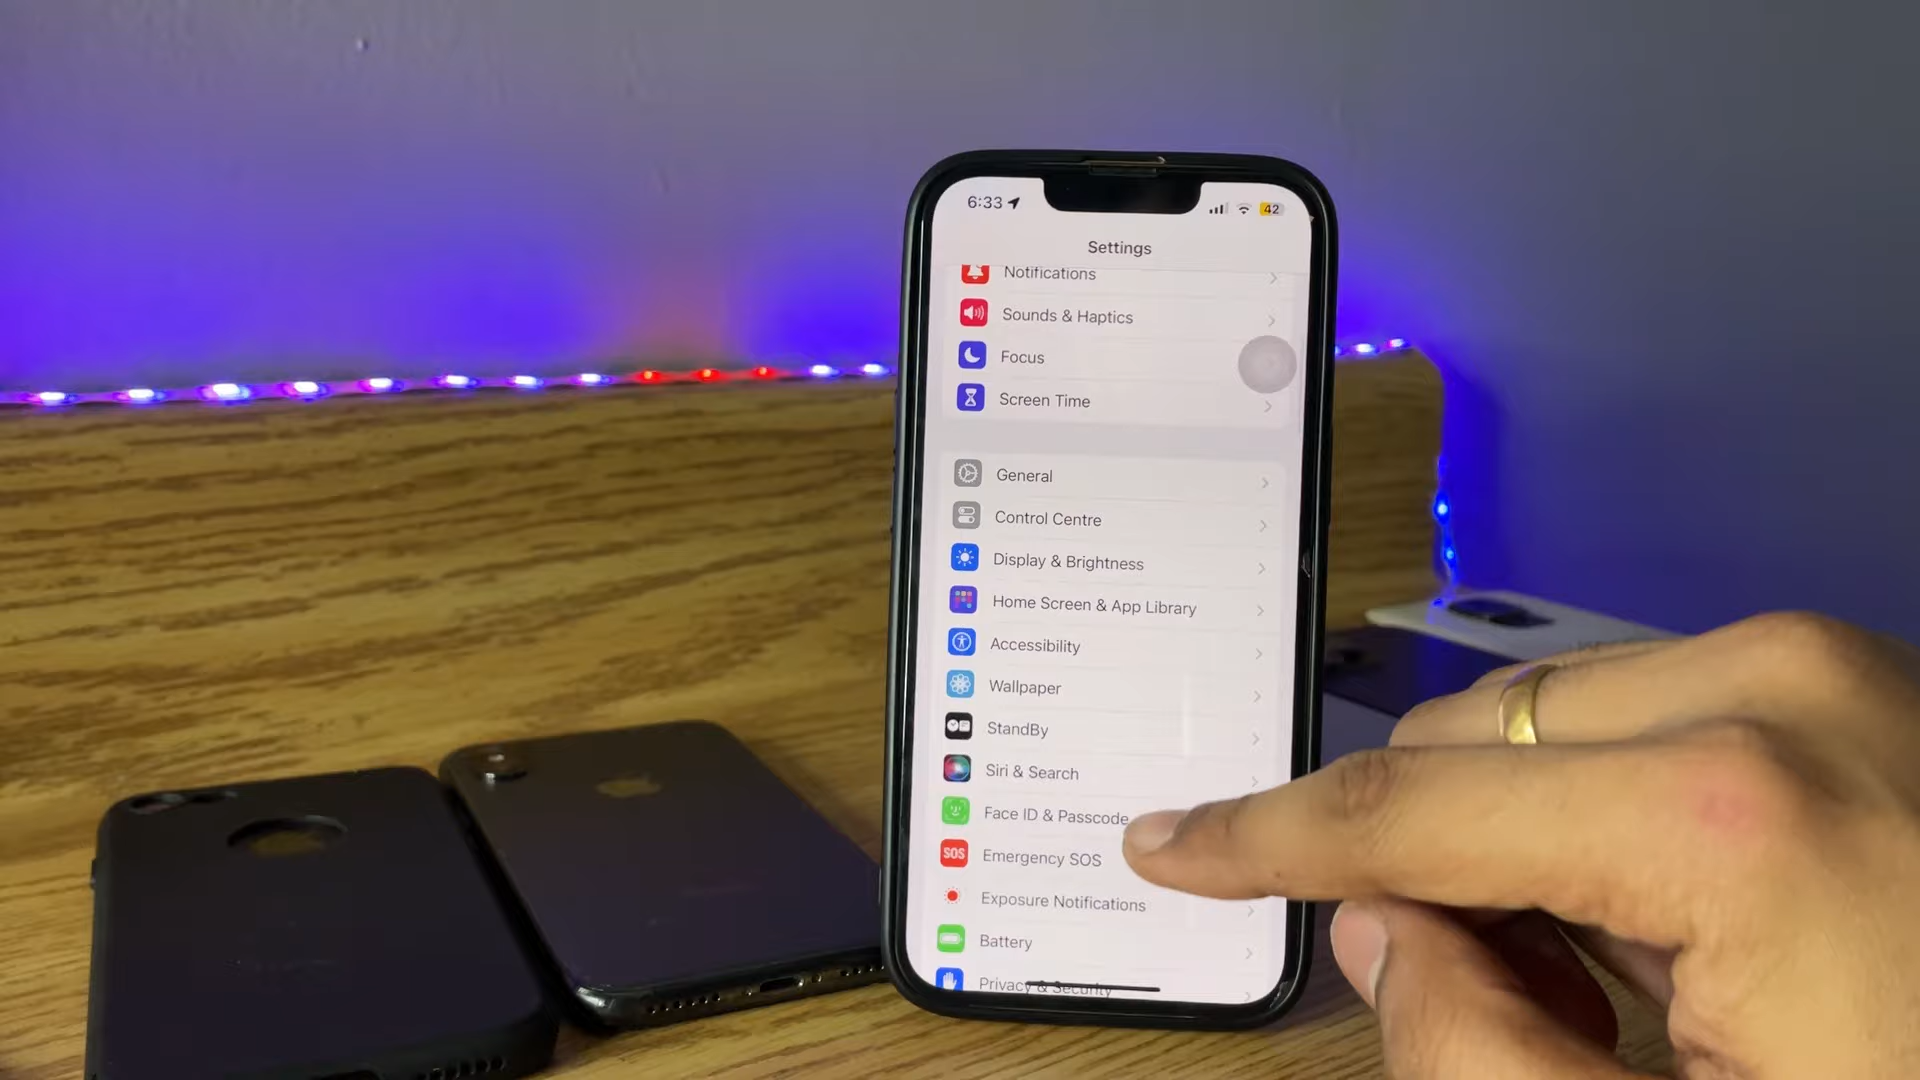 6:33
42
Settings
Notifications
Sounds & Haptics
Focus
Screen Time
General
Control Centre
Display & Brightness
Home Screen & App Library
Accessibility
Wallpaper
StandBy
Siri & Search
Face ID & Passcode
SOS Emergency SOS
Exposure Notifications
Battery
Privacy & Security